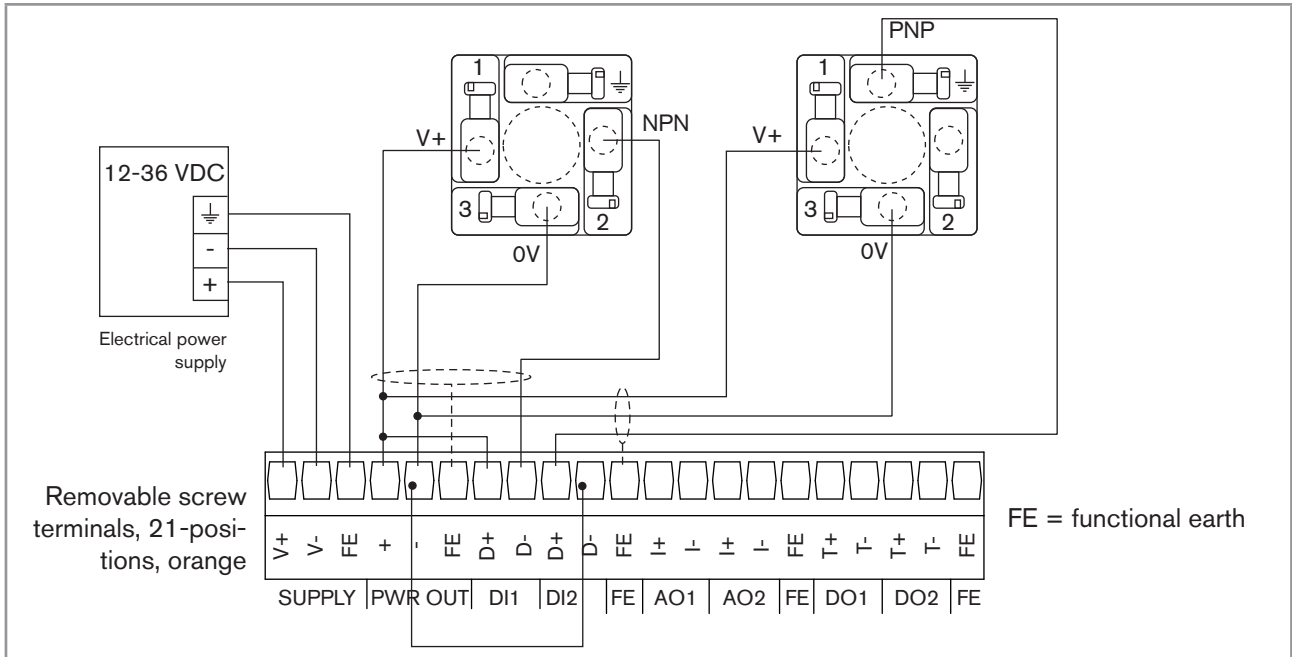 PNP
1
1
NPN
V+
V+
12-36 VDC
3
2
3
2
-
0V
0V
+
Electrical power
supply
Removable screw
terminals, 21-posi-
tions, orange
FE = functional earth
V+ V- FE + - FE D+ D- D+ D- FE I+ I- I+ I- FE T+ T- T+ T- FE
SUPPLY PWR OUT DI1 DI2 FE AO1 AO2 FE DO1 DO2 FE